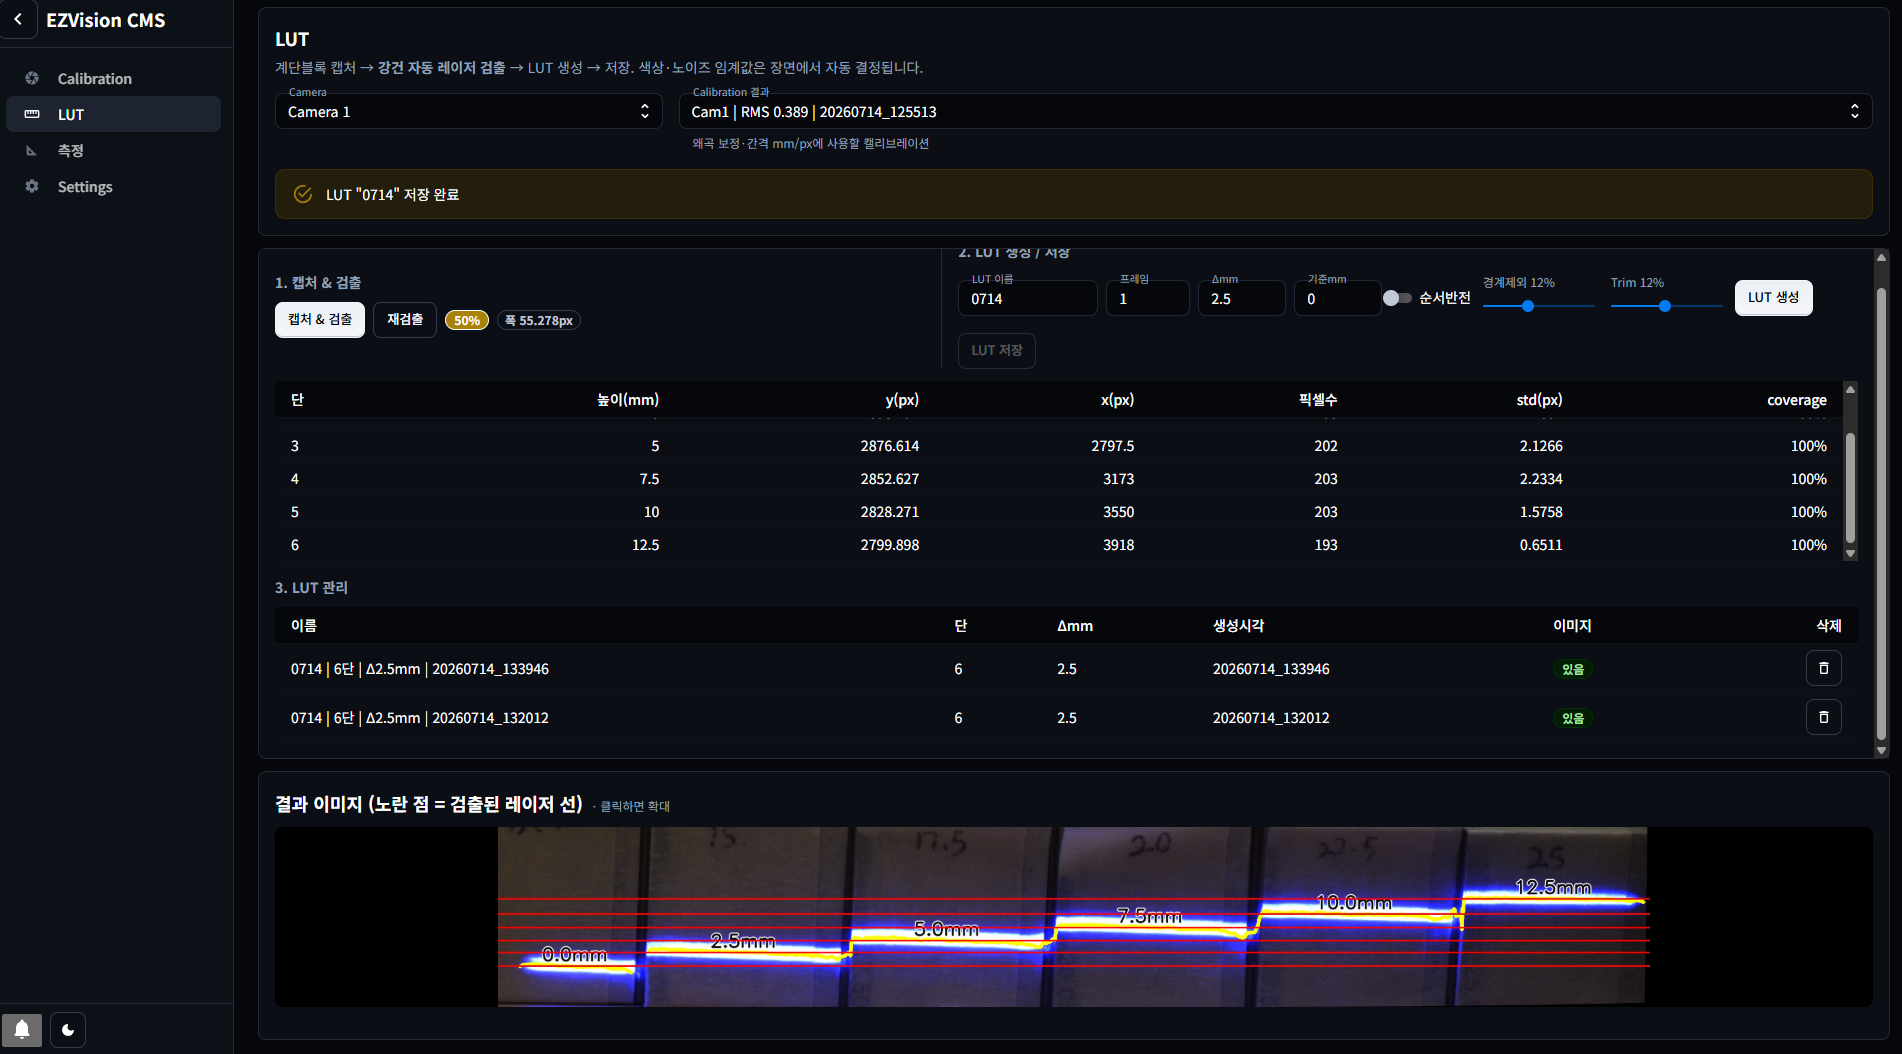 EZVision CMS
Calibration
LUT
측정
Settings
LUT
계단블록 캡처 → 강건 자동 레이저 검출 → LUT 생성 → 저장. 색상·노이즈 임계값은 장면에서 자동 결정됩니다.
Camera
Camera 1
Calibration 결과
Cam1 | RMS 0.389 | 20260714_125513
왜곡 보정·간격 mm/px에 사용할 캘리브레이션
LUT "0714" 저장 완료
1. 캡처 & 검출
캡처 & 검출 재검출 50% 폭 55.278px
2. LUT 생성 / 저장
LUT 이름 프레임 Δmm 기준mm 경계제외 12% Trim 12%
0714 1 2.5 0 순서반전 LUT 생성
LUT 저장
단 높이(mm) y(px) x(px) 픽셀수 std(px) coverage
3 5 2876.614 2797.5 202 2.1266 100%
4 7.5 2852.627 3173 203 2.2334 100%
5 10 2828.271 3550 203 1.5758 100%
6 12.5 2799.898 3918 193 0.6511 100%
3. LUT 관리
이름 단 Δmm 생성시각 이미지 삭제
0714 | 6단 | Δ2.5mm | 20260714_133946 6 2.5 20260714_133946 있음
0714 | 6단 | Δ2.5mm | 20260714_132012 6 2.5 20260714_132012 있음
결과 이미지 (노란 점 = 검출된 레이저 선) · 클릭하면 확대
15. 17.5 20 22.5 25
0.0mm 2.5mm 5.0mm 7.5mm 10.0mm 12.5mm